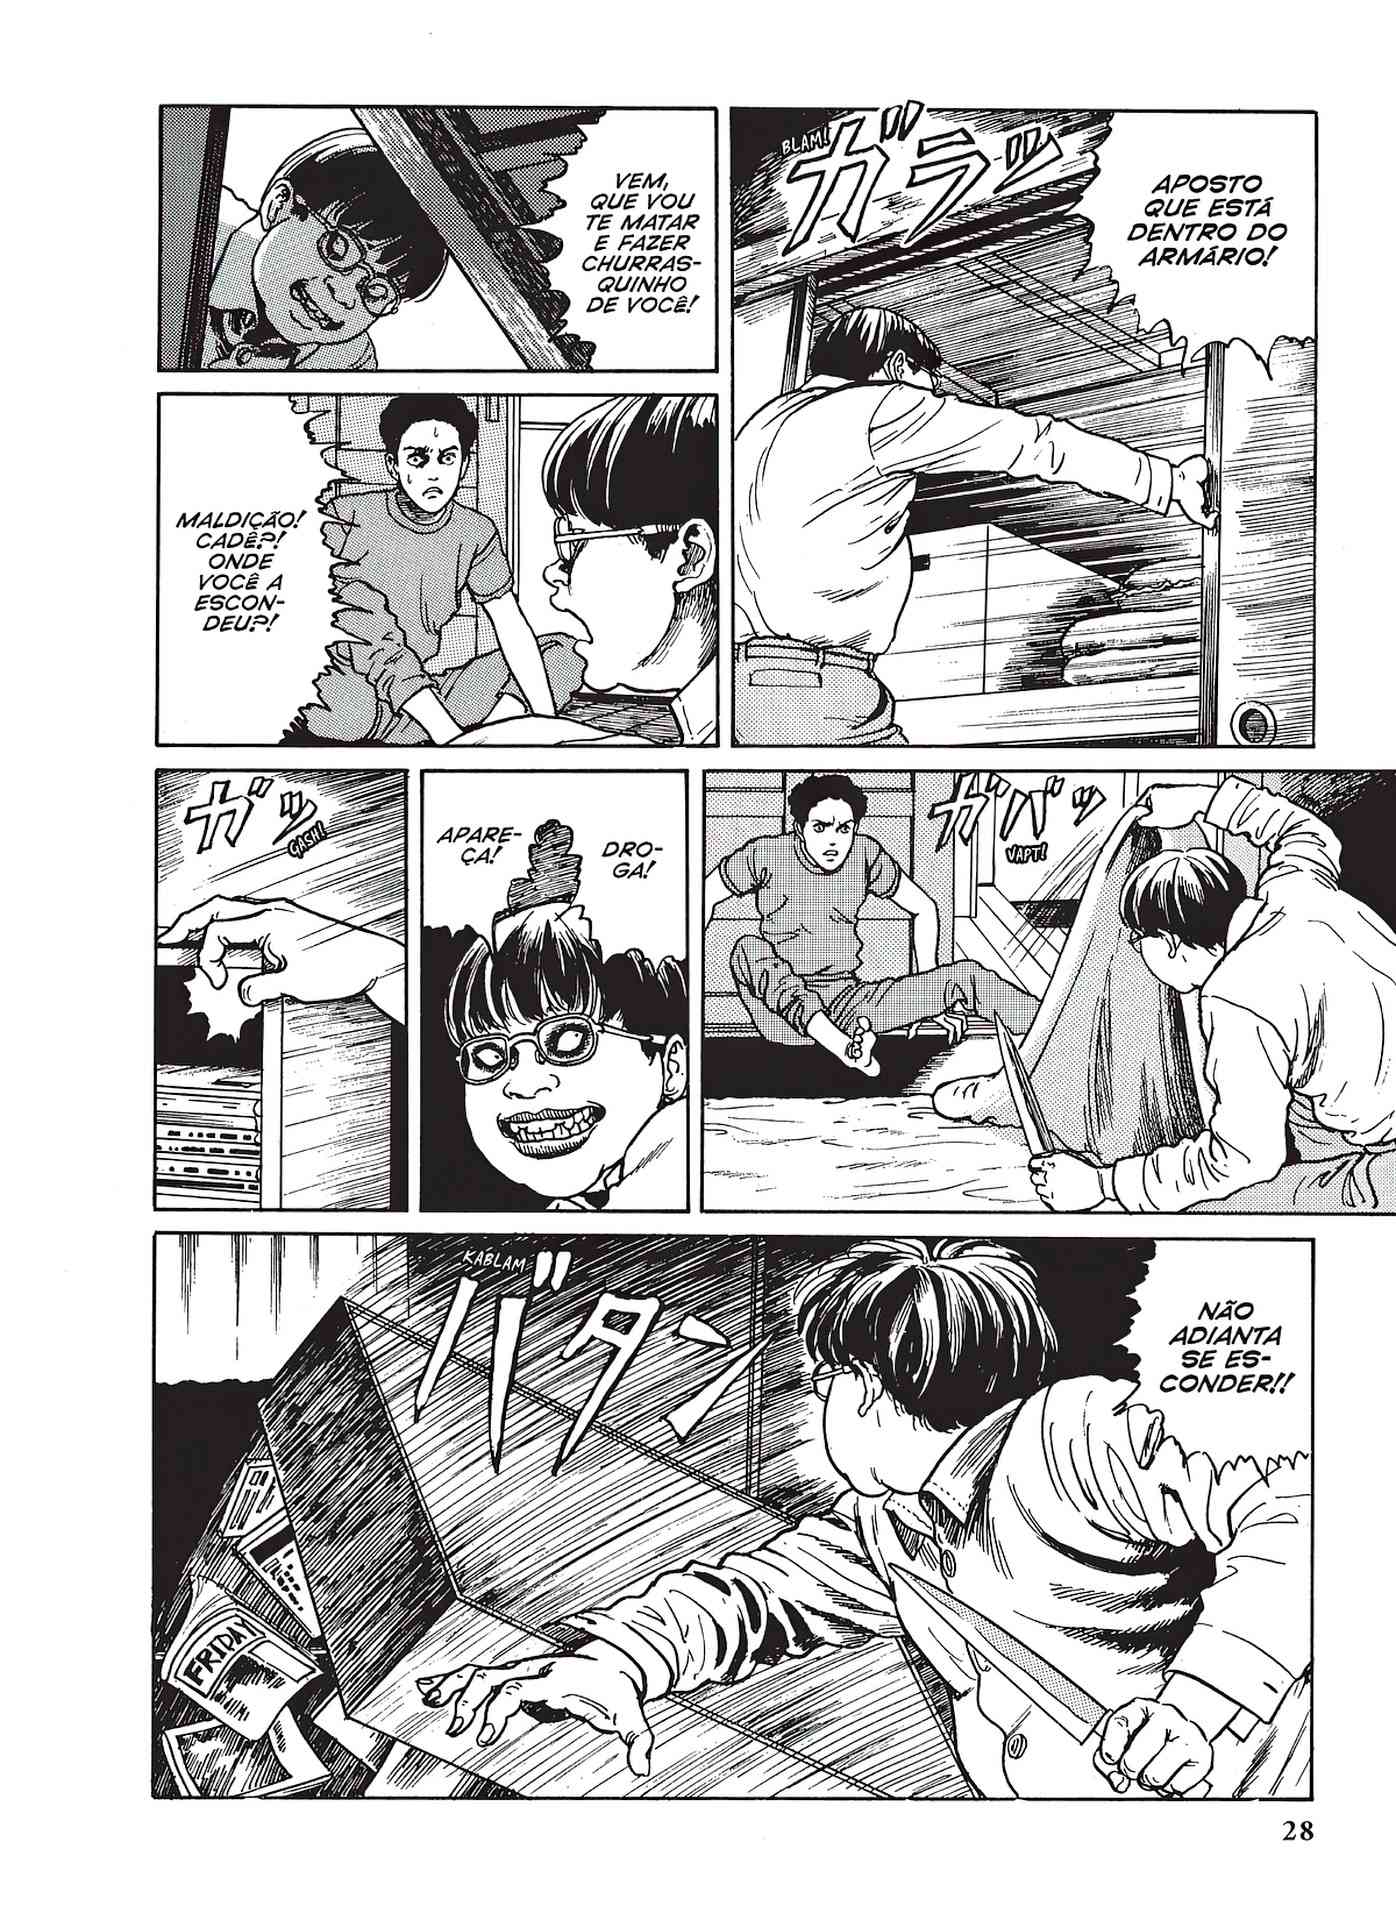 BLAM!
ガラッ
APOSTO
QUE ESTÁ
DENTRO DO
ARMÁRIO!
VEM,
QUE VOU
TE MATAR
E FAZER
CHURRAS-
QUINHO
DE VOCÊ!
MALDIÇÃO!
CADÊ?!
ONDE
VOCÊ A
ESCON-
DEU?!
ガバッ
VAPT!
DRO-
GA!
APARE-
ÇA!
ガッ
GASH!
NÃO
ADIANTA
SE ES-
CONDER!!
KABLAM
バタン
FRIDAY
28